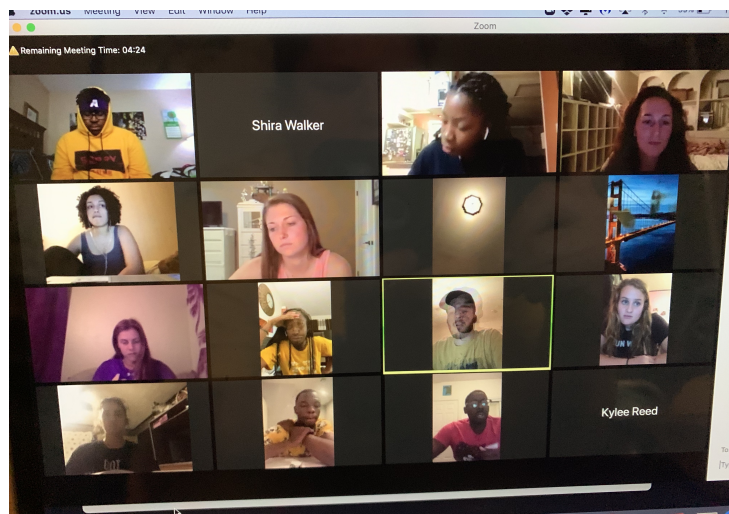 zoom.us Meeting View Edit Window Help
Zoom
Remaining Meeting Time: 04:24
A
Shira Walker
Kylee Reed